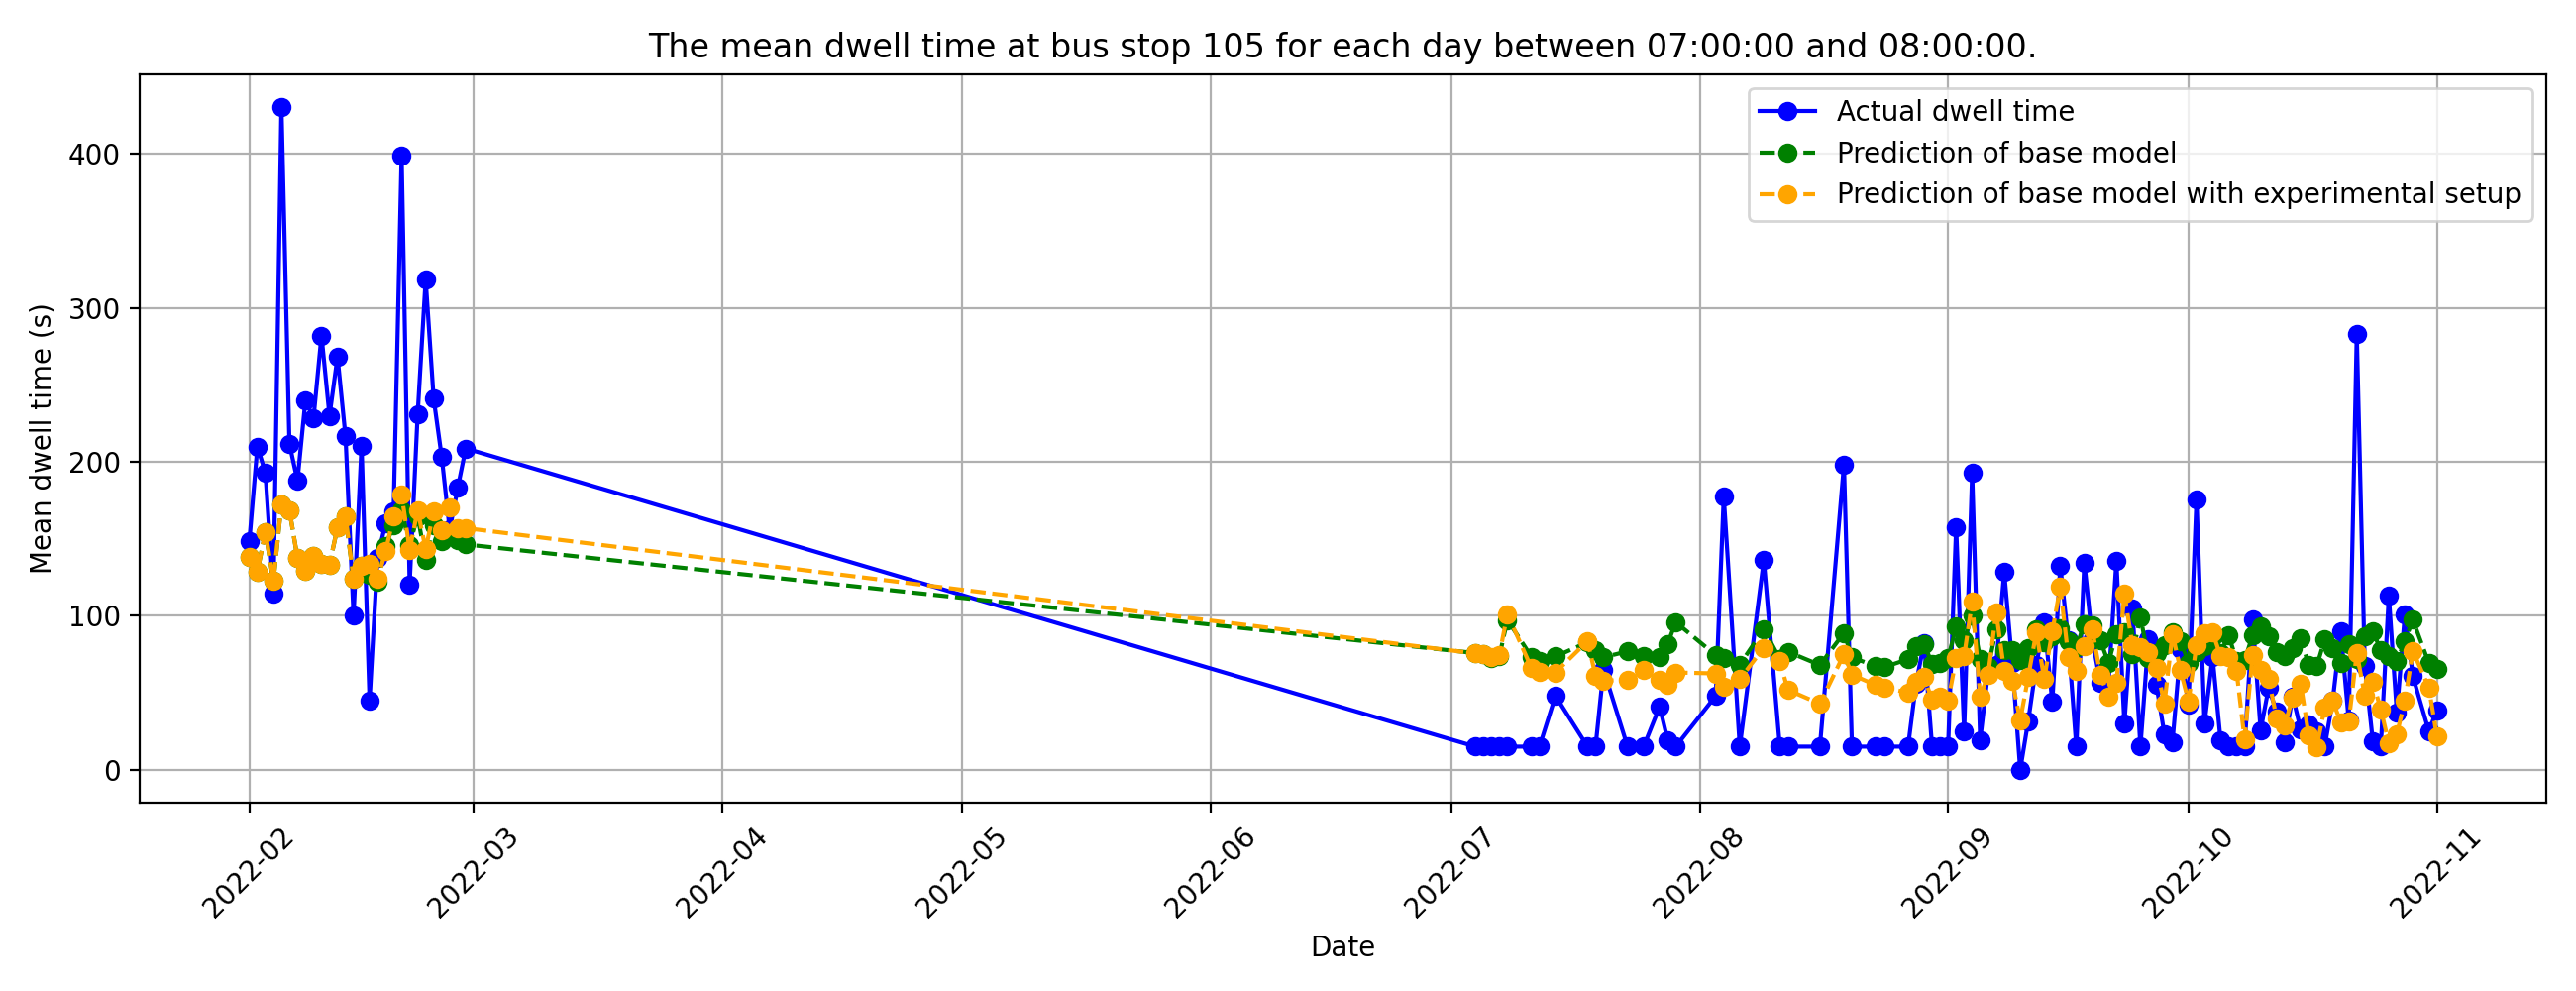 The mean dwell time at bus stop 105 for each day between 07:00:00 and 08:00:00.
Actual dwell time
Prediction of base model
Prediction of base model with experimental setup
Mean dwell time (s)
400
300
200
100
0
2022-02
2022-03
2022-04
2022-05
2022-06
2022-07
2022-08
2022-09
2022-10
2022-11
Date